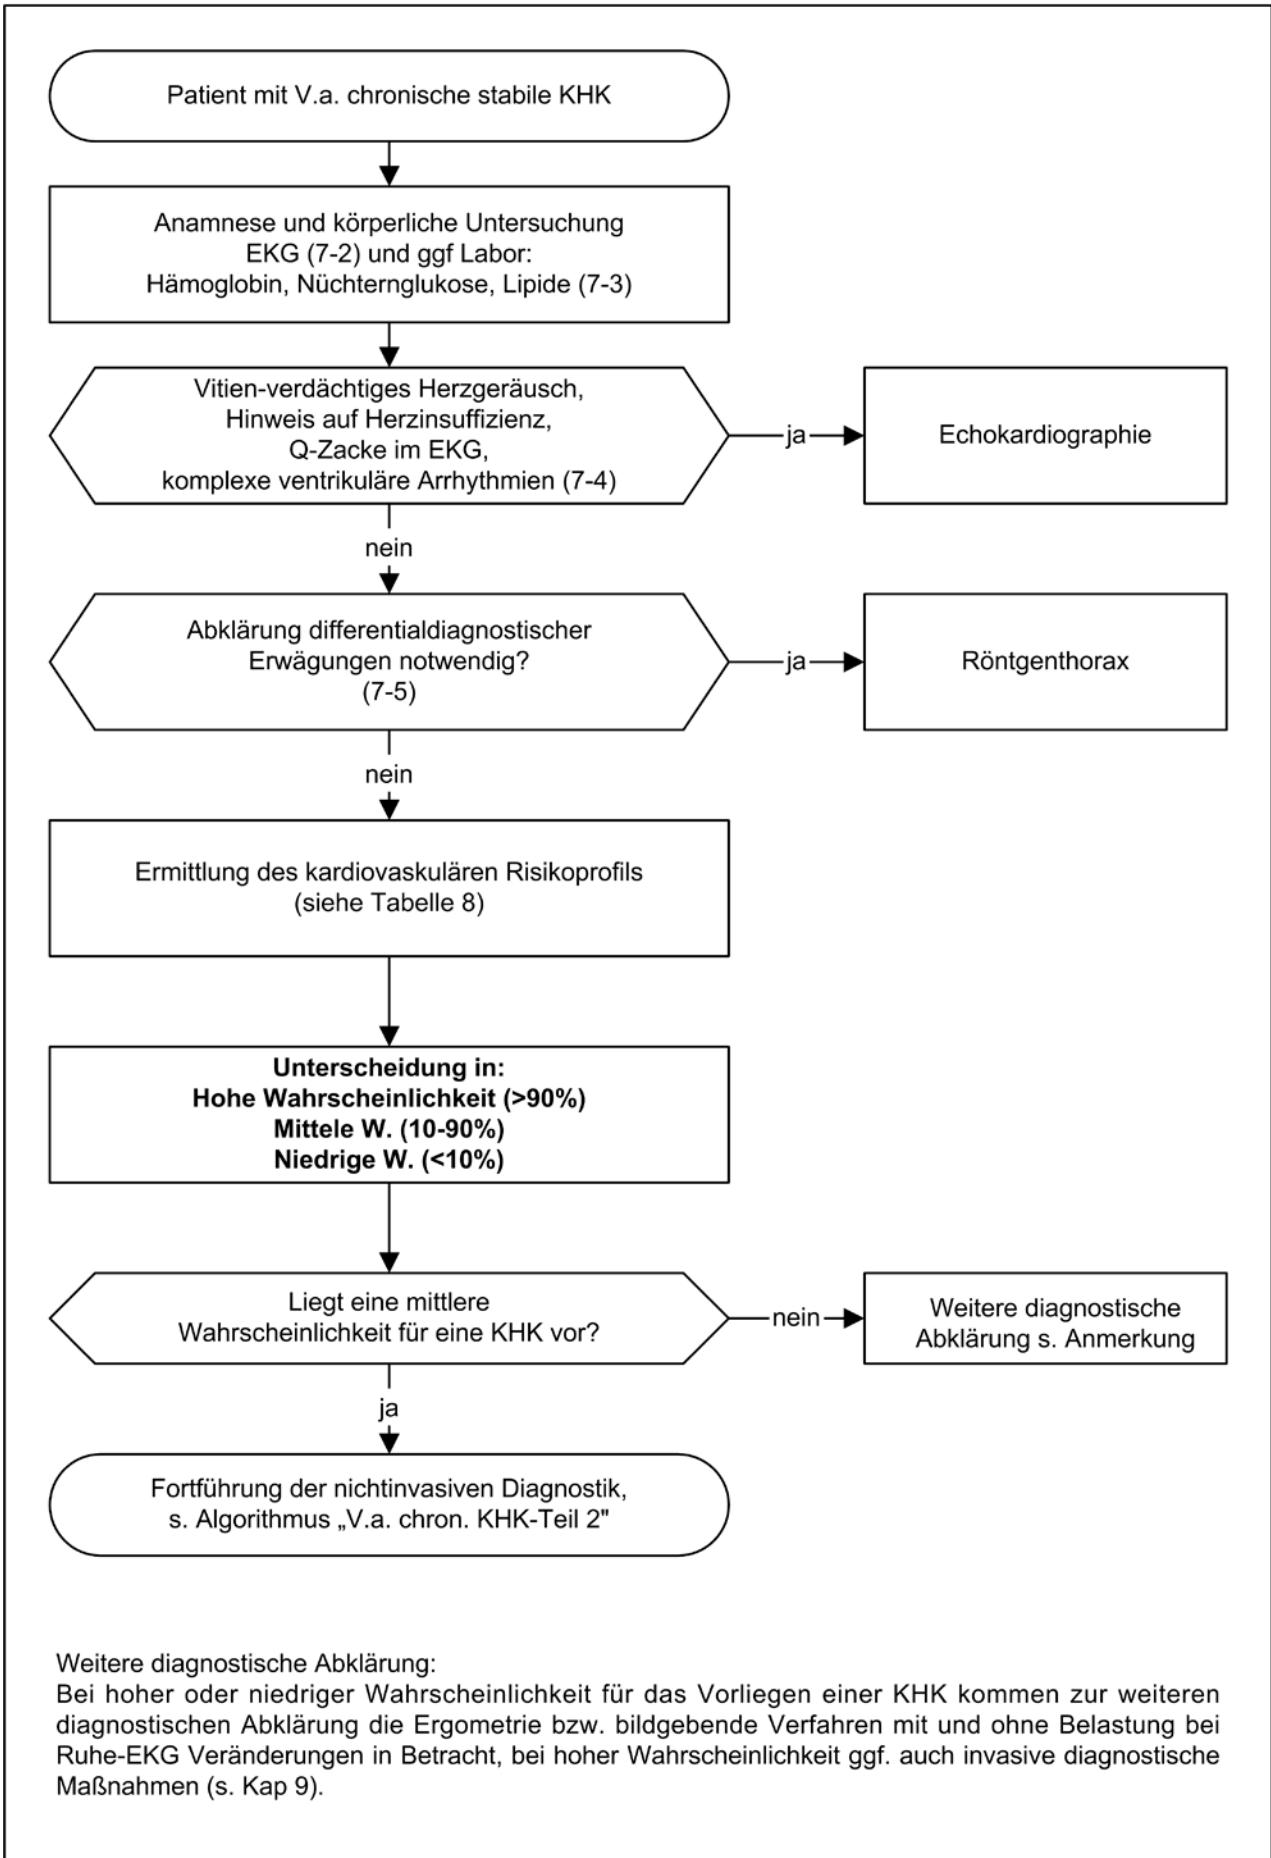 Patient mit V.a. chronische stabile KHK
Anamnese und körperliche Untersuchung
EKG (7-2) und ggf Labor:
Hämoglobin, Nüchternglukose, Lipide (7-3)
Vitien-verdächtiges Herzgeräusch,
Hinweis auf Herzinsuffizienz,
Q-Zacke im EKG,
komplexe ventrikuläre Arrhythmien (7-4)
ja
Echokardiographie
nein
Abklärung differentialdiagnostischer
Erwägungen notwendig?
(7-5)
ja
Röntgenthorax
nein
Ermittlung des kardiovaskulären Risikoprofils
(siehe Tabelle 8)
Unterscheidung in:
Hohe Wahrscheinlichkeit (>90%)
Mittele W. (10-90%)
Niedrige W. (<10%)
Liegt eine mittlere
Wahrscheinlichkeit für eine KHK vor?
nein
Weitere diagnostische
Abklärung s. Anmerkung
ja
Fortführung der nichtinvasiven Diagnostik,
s. Algorithmus „V.a. chron. KHK-Teil 2"
Weitere diagnostische Abklärung:
Bei hoher oder niedriger Wahrscheinlichkeit für das Vorliegen einer KHK kommen zur weiteren
diagnostischen Abklärung die Ergometrie bzw. bildgebende Verfahren mit und ohne Belastung bei
Ruhe-EKG Veränderungen in Betracht, bei hoher Wahrscheinlichkeit ggf. auch invasive diagnostische
Maßnahmen (s. Kap 9).